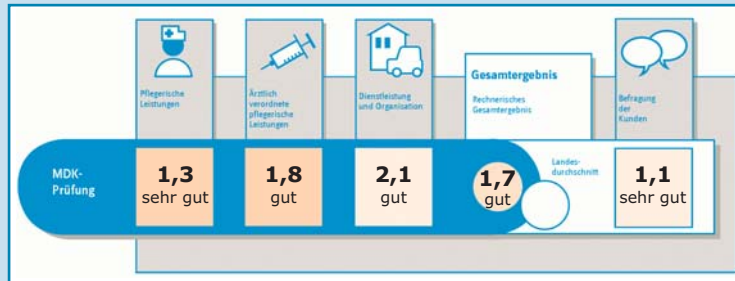 Pflegerische
Leistungen
Ärztlich
verordnete
pflegerische
Leistungen
Dienstleistung
und Organisation
Gesamtergebnis
Rechnerisches
Gesamtergebnis
Befragung
der
Kunden
MDK-
Prüfung
1,3
sehr gut
1,8
gut
2,1
gut
1,7
gut
Landes-
durchschnitt
1,1
sehr gut